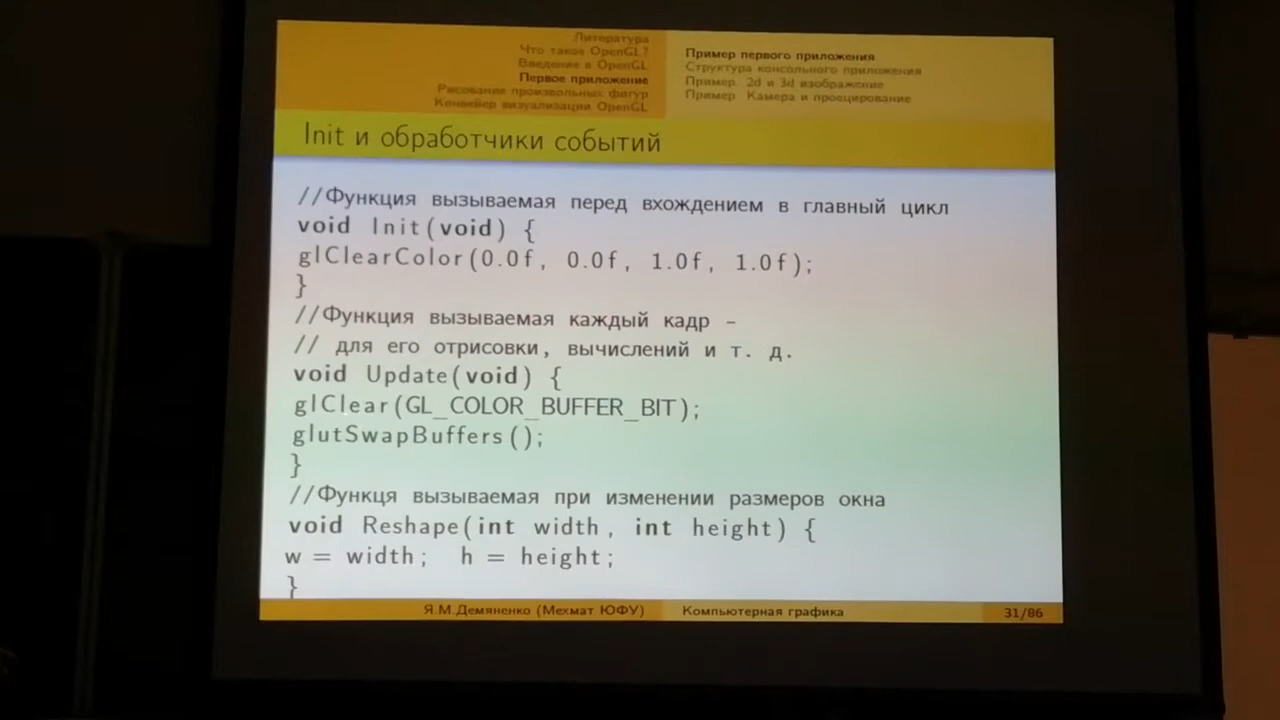 Литература
Что такое OpenGL?
Введение в OpenGL
Первое приложение
Рисование произвольных фигур
Конвейер визуализации OpenGL
Пример первого приложения
Структура консольного приложения
Пример. 2d и 3d изображение
Пример. Камера и проецирование
Init и обработчики событий
//Функция вызываемая перед вхождением в главный цикл
void Init(void) {
glClearColor(0.0f, 0.0f, 1.0f, 1.0f);
}
//Функция вызываемая каждый кадр –
// для его отрисовки, вычислений и т. д.
void Update(void) {
glClear(GL_COLOR_BUFFER_BIT);
glutSwapBuffers();
}
//Функця вызываемая при изменении размеров окна
void Reshape(int width, int height) {
w = width; h = height;
}
Я.М.Демяненко (Мехмат ЮФУ) Компьютерная графика 31/86